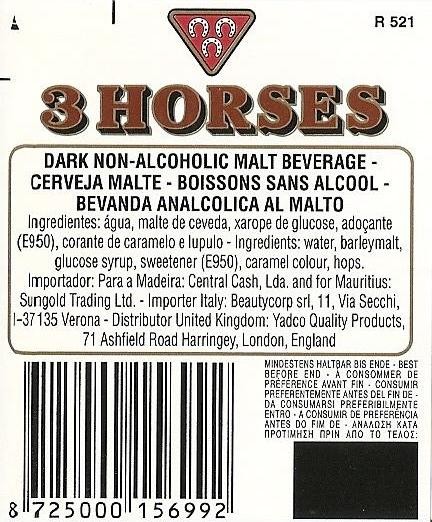 R 521
3 HORSES
DARK NON-ALCOHOLIC MALT BEVERAGE -
CERVEJA MALTE - BOISSONS SANS ALCOOL -
BEVANDA ANALCOLICA AL MALTO
Ingredientes: água, malte de ceveda, xarope de glucose, adoçante
(E950), corante de caramelo e lupulo - Ingredients: water, barleymalt,
glucose syrup, sweetener (E950), caramel colour, hops.
Importador: Para a Madeira: Central Cash, Lda. and for Mauritius:
Sungold Trading Ltd. - Importer Italy: Beautycorp srl, 11, Via Secchi,
I-37135 Verona - Distributor United Kingdom: Yadco Quality Products,
71 Ashfield Road Harringey, London, England
MINDESTENS HALTBAR BIS ENDE - BEST
BEFORE END - À CONSOMMER DE
PRÉFÉRENCE AVANT FIN - CONSUMIR
PREFERENTEMENTE ANTES DEL FIN DE -
DA CONSUMARSI PREFERIBILMENTE
ENTRO - A CONSUMIR DE PREFERÊNCIA
ANTES DO FIM DE - ΑΝΑΛΩΣΗ ΚΑΤΑ
ΠΡΟΤΙΜΗΣΗ ΠΡΙΝ ΑΠΟ ΤΟ ΤΕΛΟΣ:
8 725000 156992